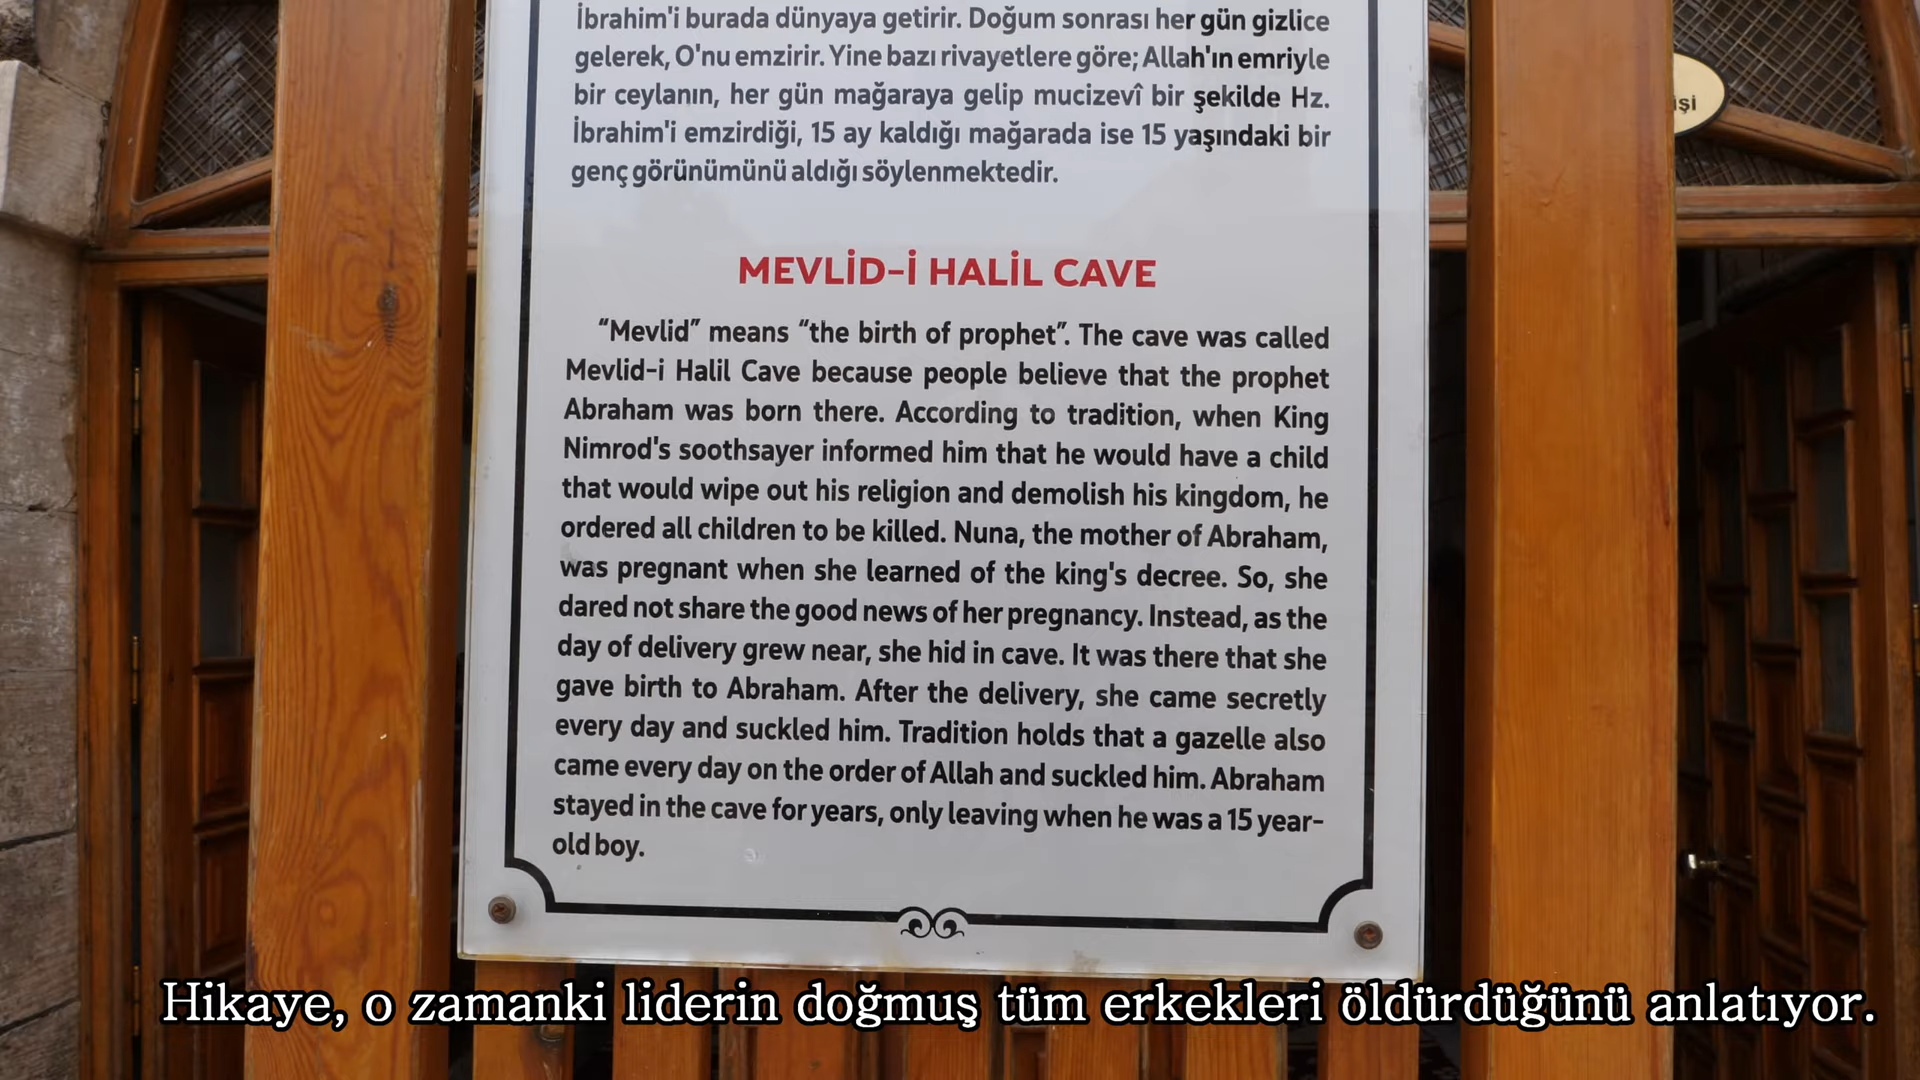 İbrahim'i burada dünyaya getirir. Doğum sonrası her gün gizlice
gelerek, O'nu emzirir. Yine bazı rivayetlere göre; Allah'ın emriyle
bir ceylanın, her gün mağaraya gelip mucizevî bir şekilde Hz.
İbrahim'i emzirdiği, 15 ay kaldığı mağarada ise 15 yaşındaki bir
genç görünümünü aldığı söylenmektedir.
MEVLİD-İ HALİL CAVE
“Mevlid” means “the birth of prophet”. The cave was called
Mevlid-i Halil Cave because people believe that the prophet
Abraham was born there. According to tradition, when King
Nimrod's soothsayer informed him that he would have a child
that would wipe out his religion and demolish his kingdom, he
ordered all children to be killed. Nuna, the mother of Abraham,
was pregnant when she learned of the king's decree. So, she
dared not share the good news of her pregnancy. Instead, as the
day of delivery grew near, she hid in cave. It was there that she
gave birth to Abraham. After the delivery, she came secretly
every day and suckled him. Tradition holds that a gazelle also
came every day on the order of Allah and suckled him. Abraham
stayed in the cave for years, only leaving when he was a 15 year-
old boy.
Hikaye, o zamanki liderin doğmuş tüm erkekleri öldürdüğünü anlatıyor.